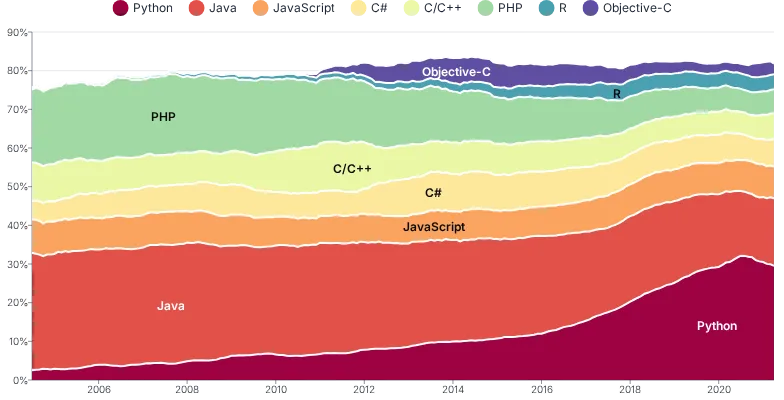 Python Java JavaScript C# C/C++ PHP R Objective-C
90%
80%
70%
60%
50%
40%
30%
20%
10%
0%
Objective-C
R
PHP
C/C++
C#
JavaScript
Java
Python
2006 2008 2010 2012 2014 2016 2018 2020